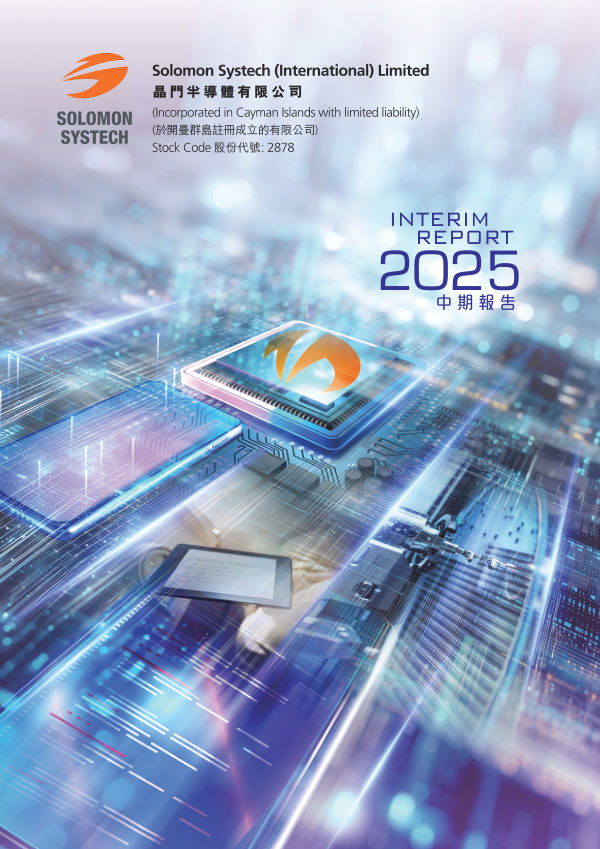 SOLOMON
SYSTECH
Solomon Systech (International) Limited
晶門半導體有限公司
(Incorporated in Cayman Islands with limited liability)
(於開曼群島註冊成立的有限公司)
Stock Code 股份代號: 2878
INTERIM
REPORT
2025
中期報告